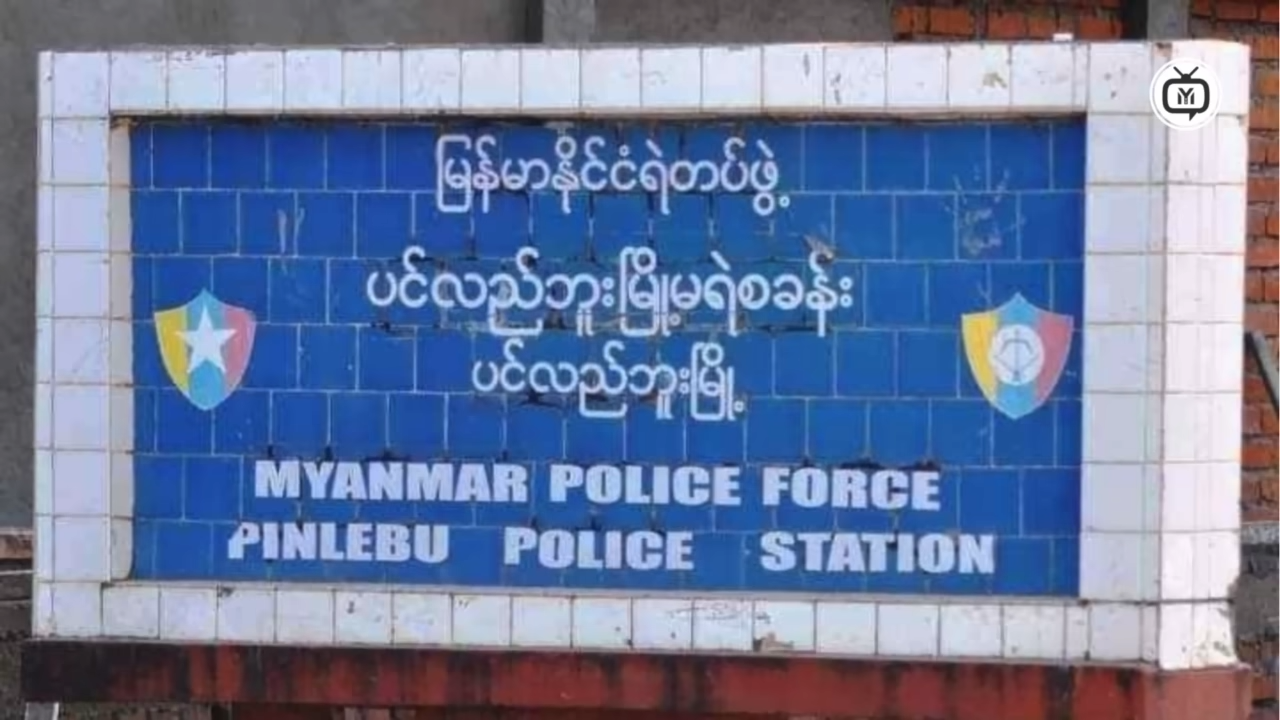 မြန်မာနိုင်ငံရဲတပ်ဖွဲ့
ပင်လည်ဘူးမြို့မရဲစခန်း
ပင်လည်ဘူးမြို့
MYANMAR POLICE FORCE
PINLEBU POLICE STATION